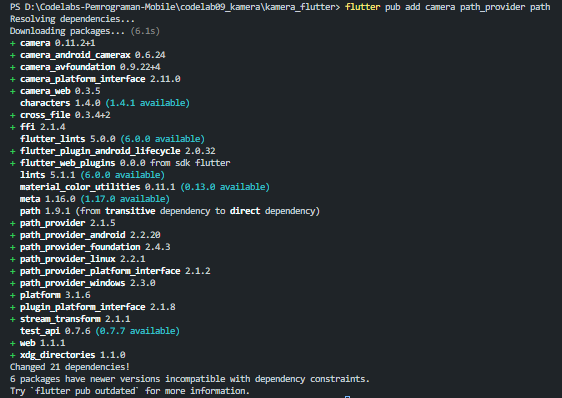 PS D:\Codelabs-Pemrograman-Mobile\codelab09_kamera\kamera_flutter> flutter pub add camera path_provider path
Resolving dependencies...
Downloading packages... (6.1s)
+ camera 0.11.2+1
+ camera_android_camerax 0.6.24
+ camera_avfoundation 0.9.22+4
+ camera_platform_interface 2.11.0
+ camera_web 0.3.5
  characters 1.4.0 (1.4.1 available)
+ cross_file 0.3.4+2
+ ffi 2.1.4
  flutter_lints 5.0.0 (6.0.0 available)
+ flutter_plugin_android_lifecycle 2.0.32
+ flutter_web_plugins 0.0.0 from sdk flutter
  lints 5.1.1 (6.0.0 available)
  material_color_utilities 0.11.1 (0.13.0 available)
  meta 1.16.0 (1.17.0 available)
  path 1.9.1 (from transitive dependency to direct dependency)
+ path_provider 2.1.5
+ path_provider_android 2.2.20
+ path_provider_foundation 2.4.3
+ path_provider_linux 2.2.1
+ path_provider_platform_interface 2.1.2
+ path_provider_windows 2.3.0
+ platform 3.1.6
+ plugin_platform_interface 2.1.8
+ stream_transform 2.1.1
  test_api 0.7.6 (0.7.7 available)
+ web 1.1.1
+ xdg_directories 1.1.0
Changed 21 dependencies!
6 packages have newer versions incompatible with dependency constraints.
Try `flutter pub outdated` for more information.